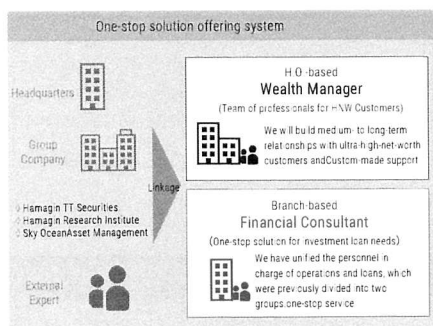 One-stop solution offering system
Headquarters
Group
Company
◇ Hamagin TT Securities
◇ Hamagin Research Institute
◇ Sky OceanAsset Management
External
Expert
Linkage
H.O.-based
Wealth Manager
(Team of professionals for HNW Customers)
We will build medium- to long-term
relationships with ultra-high-net-worth
customers andCustom-made support
Branch-based
Financial Consultant
(One-stop solution for investment loan needs)
We have unified the personnel in
charge of operations and loans, which
were previously divided into two
groups.one-stop service